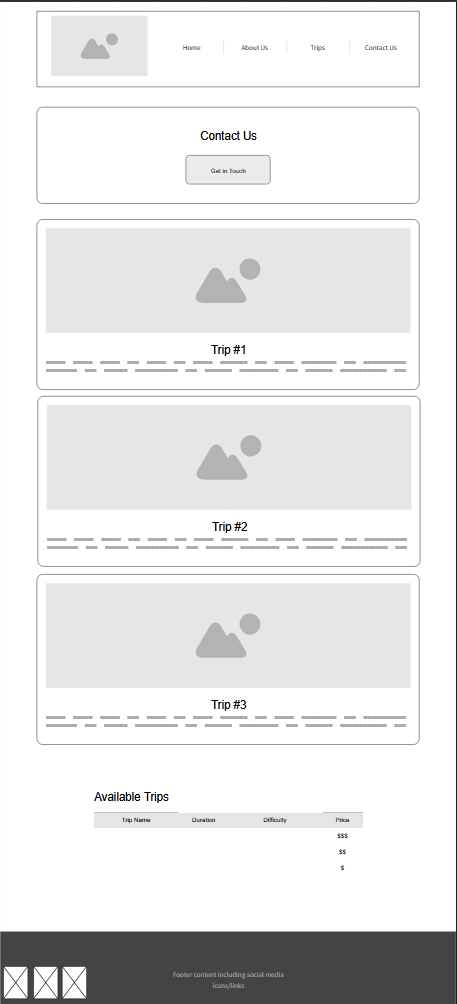 Home
About Us
Trips
Contact Us
Contact Us
Get in Touch
Trip #1
Trip #2
Trip #3
Available Trips
Trip Name Duration Difficulty Price
$$$
$$
$
Footer content including social media
icons/links